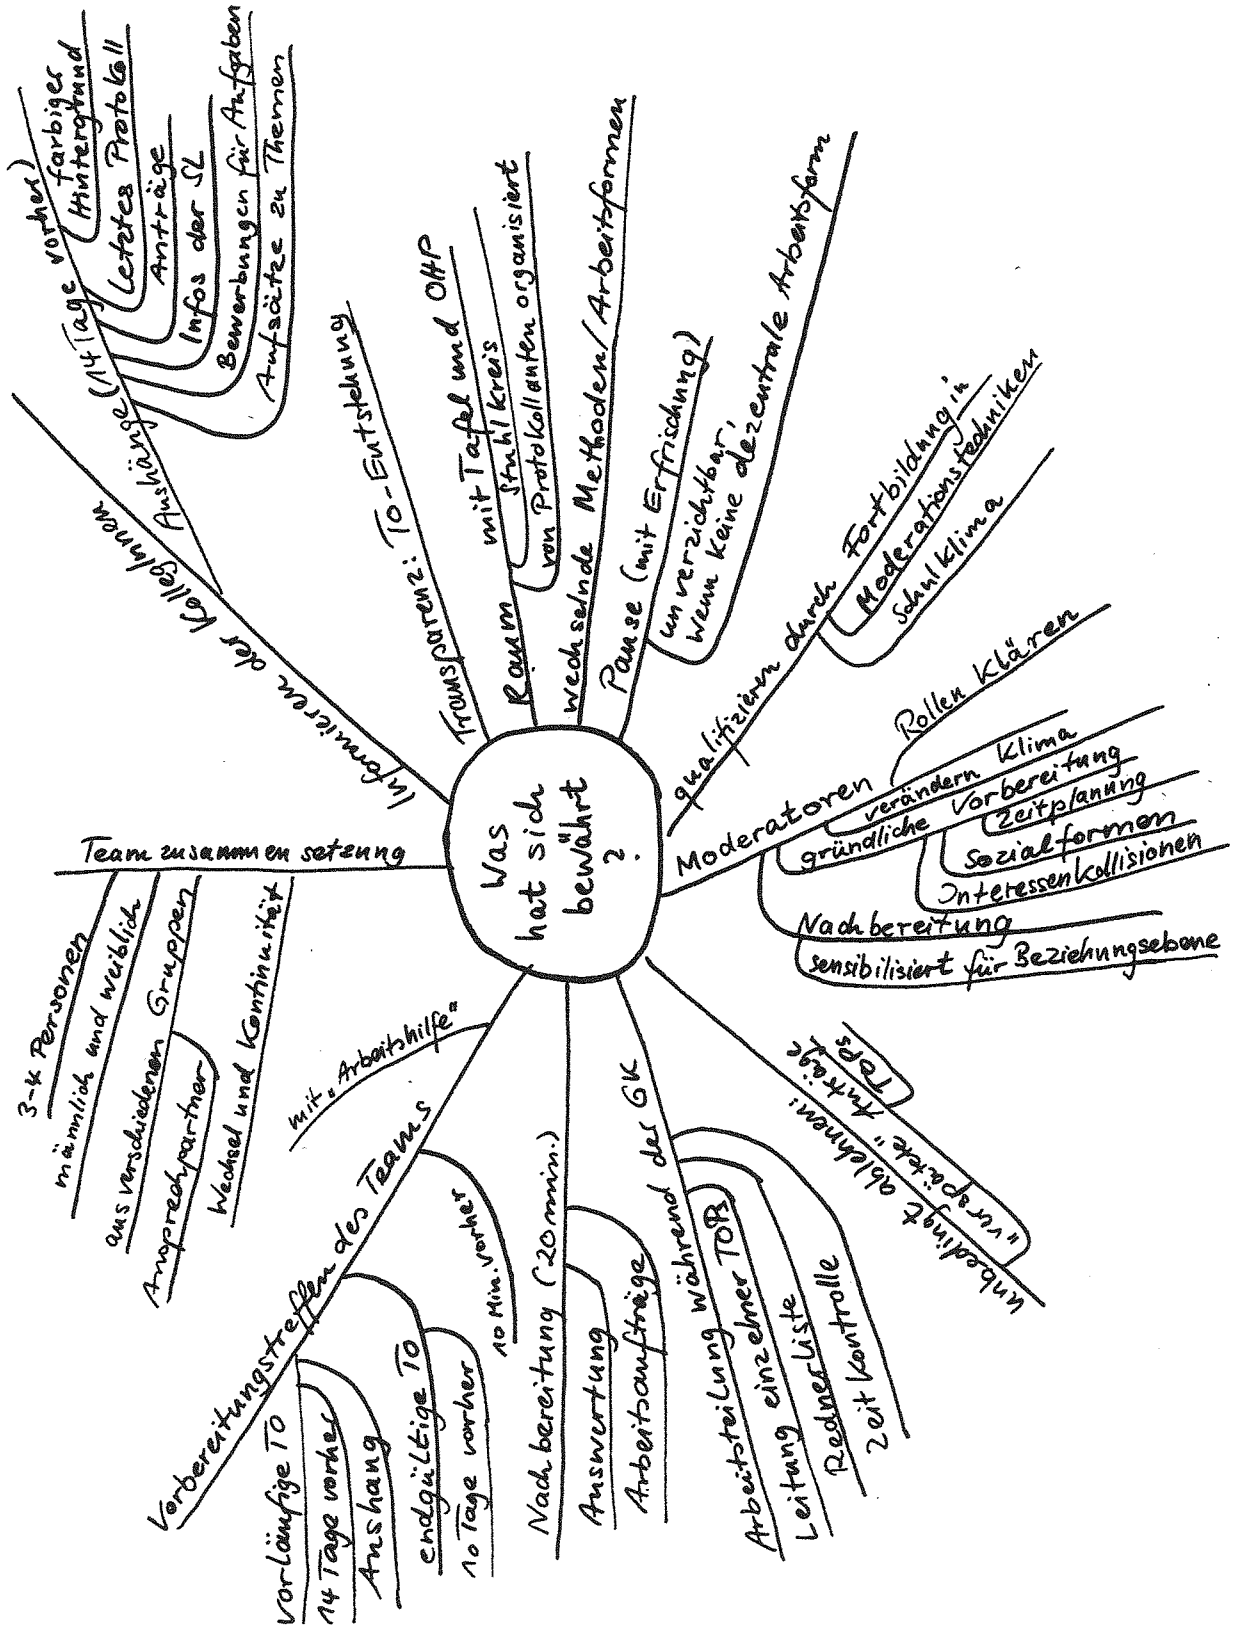 Was
hat sich
bewährt
?
Teamzusammensetzung
3-4 Personen
männlich und weiblich
aus verschiedenen Gruppen
Ansprechpartner
Wechsel und Kontinuität
Informieren der KollegInnen
Aushänge (14 Tage vorher)
farbiger
Hintergrund
Letztes Protokoll
Anträge
Infos der SL
Bewerbungen für Aufgaben
Aufsätze zu Themen
Transparenz: TO-Entstehung
Raum
mit Tafel und OHP
Stuhlkreis
von Protokollanten organisiert
wechselnde Methoden/Arbeitsformen
Pause (mit Erfrischung)
unverzichtbar,
wenn keine dezentrale Arbeitsform
qualifizieren durch Fortbildung in
Moderationstechniken
Schulklima
Moderatoren
Rollen klären
verändern Klima
gründliche Vorbereitung
Zeitplanung
Sozialformen
Interessenkollisionen
Nachbereitung
sensibilisiert für Beziehungsebene
unbedingt ablehnen:
"verspätete" Anträge
TOPs
Arbeitsteilung während der GK
Leitung einzelner TOPs
Rednerliste
Zeitkontrolle
Nachbereitung (20 min.)
Auswertung
Arbeitsaufträge
Vorbereitungstreffen des Teams
mit „Arbeitshilfe"
10 Min. vorher
endgültige TO
10 Tage vorher
vorläufige TO
14 Tage vorher
Aushang